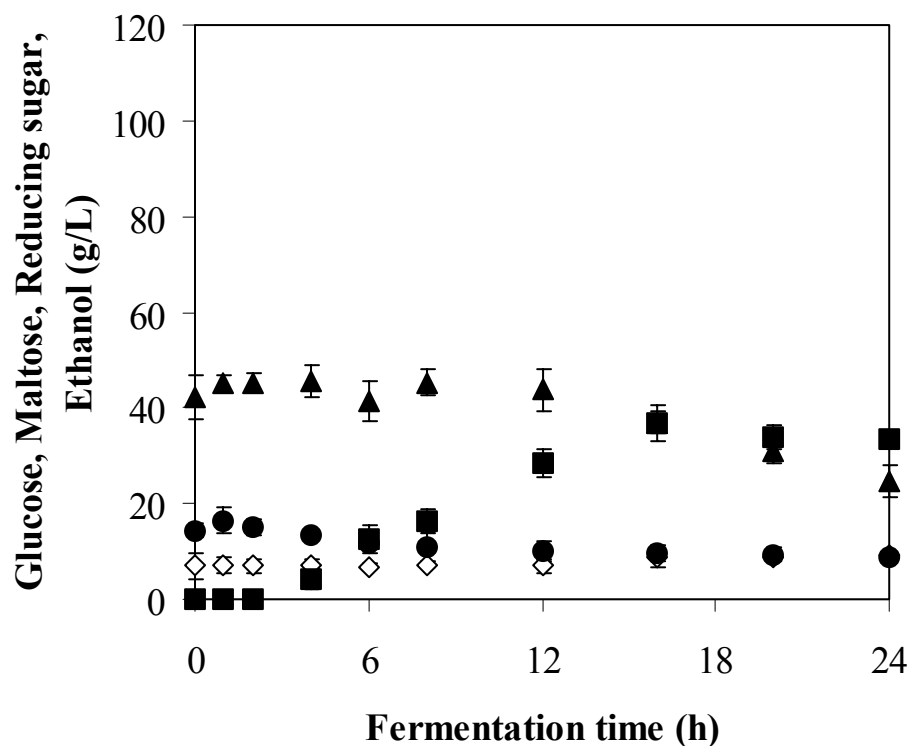 Glucose, Maltose, Reducing sugar,
Ethanol (g/L)
120
100
80
60
40
20
0
0 6 12 18 24
Fermentation time (h)